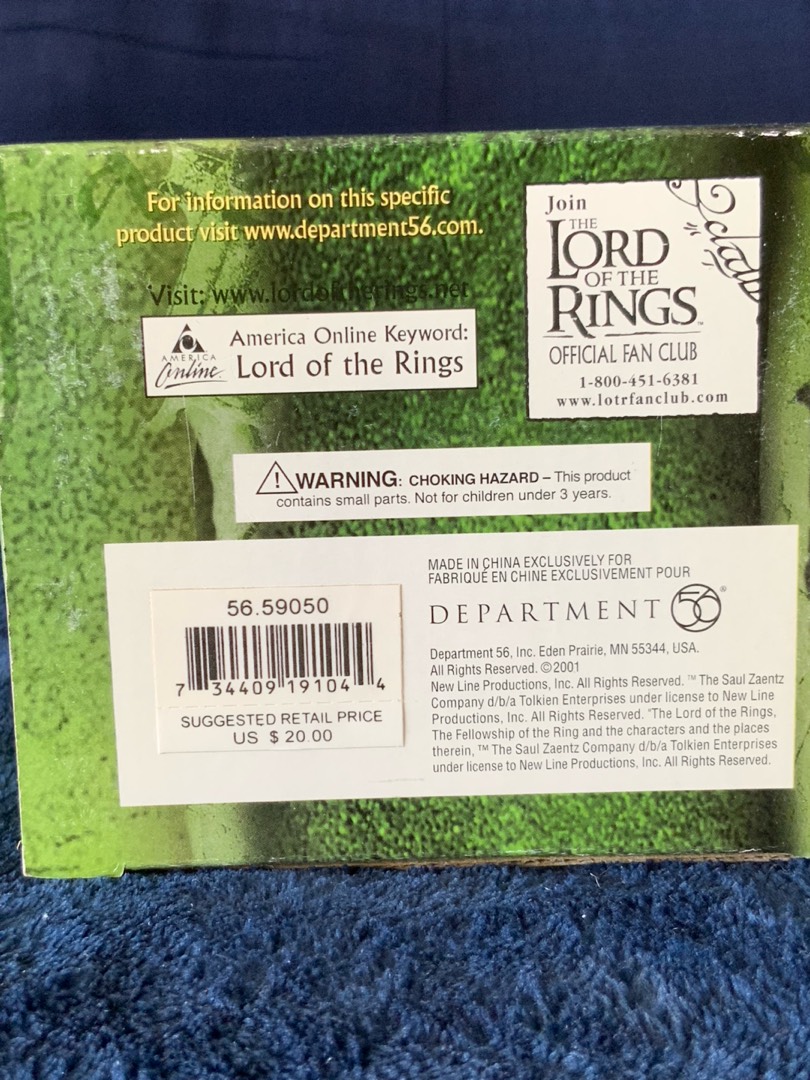 For information on this specific
product visit www.department56.com.
Visit: www.lordoftherings.net
AMERICA
Online
America Online Keyword:
Lord of the Rings
Join
THE
LORD
OF THE
RINGS™
OFFICIAL FAN CLUB
1-800-451-6381
www.lotrfanclub.com
WARNING: CHOKING HAZARD – This product
contains small parts. Not for children under 3 years.
56.59050
7 34409 19104 4
SUGGESTED RETAIL PRICE
US $ 20.00
MADE IN CHINA EXCLUSIVELY FOR
FABRIQUÉ EN CHINE EXCLUSIVEMENT POUR
DEPARTMENT 56®
Department 56, Inc. Eden Prairie, MN 55344, USA.
All Rights Reserved. ©2001
New Line Productions, Inc. All Rights Reserved. ™ The Saul Zaentz
Company d/b/a Tolkien Enterprises under license to New Line
Productions, Inc. All Rights Reserved. "The Lord of the Rings,
The Fellowship of the Ring and the characters and the places
therein, ™ The Saul Zaentz Company d/b/a Tolkien Enterprises
under license to New Line Productions, Inc. All Rights Reserved.